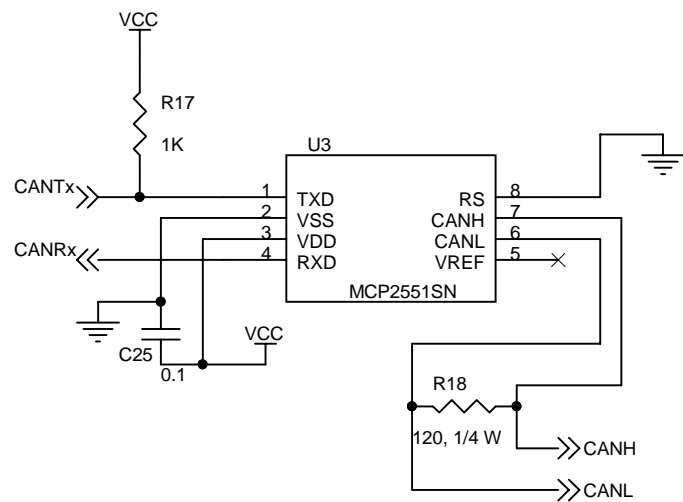 VCC
R17
1K
U3
CANTx
1
TXD
RS
8
2
VSS
CANH
7
3
VDD
CANL
6
CANRx
4
RXD
VREF
5
MCP2551SN
C25
0.1
VCC
R18
120, 1/4 W
CANH
CANL